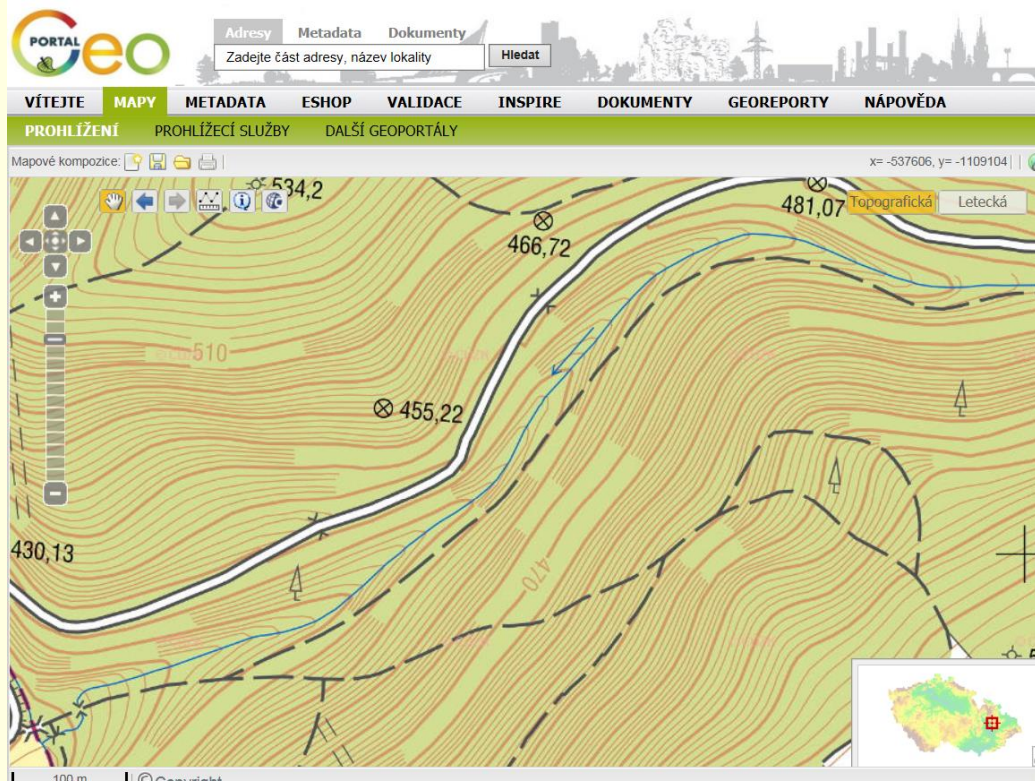 PORTAL
Geo
Adresy Metadata Dokumenty
Zadejte část adresy, název lokality Hledat
VÍTEJTE MAPY METADATA ESHOP VALIDACE INSPIRE DOKUMENTY GEOREPORTY NÁPOVĚDA
PROHLÍŽENÍ PROHLÍŽECÍ SLUŽBY DALŠÍ GEOPORTÁLY
Mapové kompozice: x= -537606, y= -1109104
534,2
481,07
Topografická Letecká
466,72
510
455,22
430,13
470
100 m © Copyright